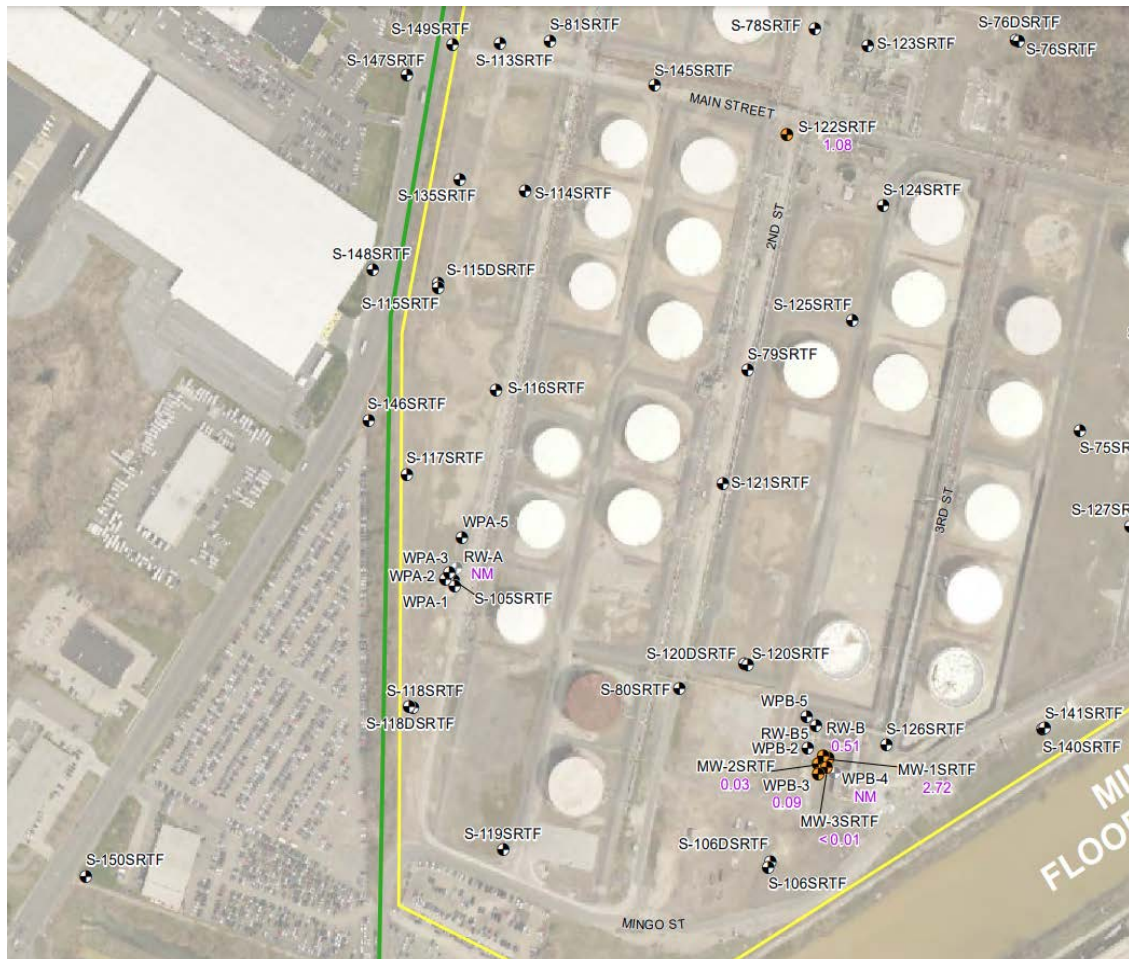 S-149SRTF
S-81SRTF
S-78SRTF
S-76DSRTF
S-147SRTF
S-113SRTF
S-123SRTF
S-76SRTF
S-145SRTF
MAIN STREET
S-122SRTF
1.08
S-135SRTF
S-114SRTF
S-124SRTF
2ND ST
S-148SRTF
S-115DSRTF
S-115SRTF
S-125SRTF
S-79SRTF
S-116SRTF
S-146SRTF
S-75SR
S-117SRTF
S-121SRTF
3RD ST
S-127SR
WPA-5
WPA-3
RW-A
WPA-2
NM
WPA-1
S-105SRTF
S-120DSRTF
S-120SRTF
S-118SRTF
S-80SRTF
S-118DSRTF
WPB-5
S-141SRTF
RW-B5
RW-B
S-126SRTF
WPB-2
0.51
S-140SRTF
MW-2SRTF
MW-1SRTF
0.03
WPB-3
WPB-4
2.72
0.09
NM
MW-3SRTF
<0.01
MI
FLOO
S-119SRTF
S-106DSRTF
S-106SRTF
S-150SRTF
MINGO ST